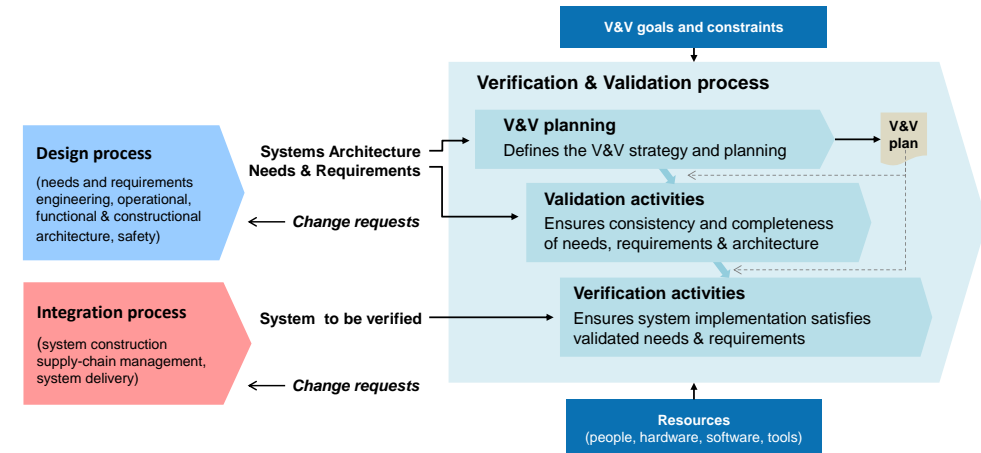 V&V goals and constraints
Verification & Validation process
V&V planning
Defines the V&V strategy and planning
V&V
plan
Design process
(needs and requirements
engineering, operational,
functional & constructional
architecture, safety)
Systems Architecture
Needs & Requirements
Change requests
Validation activities
Ensures consistency and completeness
of needs, requirements & architecture
Integration process
(system construction
supply-chain management,
system delivery)
System to be verified
Change requests
Verification activities
Ensures system implementation satisfies
validated needs & requirements
Resources
(people, hardware, software, tools)